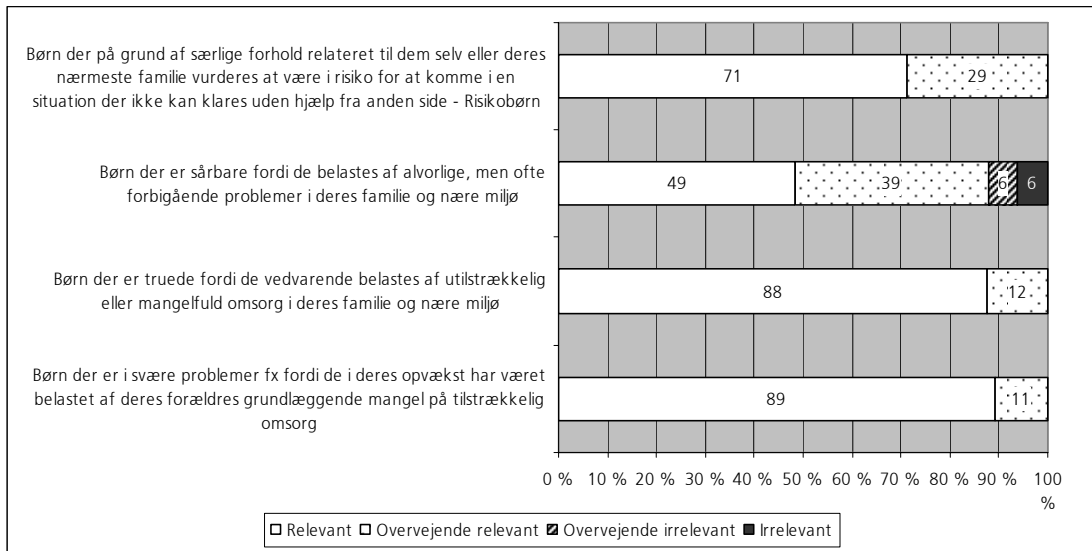 Børn der på grund af særlige forhold relateret til dem selv eller deres
nærmeste familie vurderes at være i risiko for at komme i en
situation der ikke kan klares uden hjælp fra anden side - Risikobørn
71
29
Børn der er sårbare fordi de belastes af alvorlige, men ofte
forbigående problemer i deres familie og nære miljø
49
39
6
6
Børn der er truede fordi de vedvarende belastes af utilstrækkelig
eller mangelfuld omsorg i deres familie og nære miljø
88
12
Børn der er i svære problemer fx fordi de i deres opvækst har været
belastet af deres forældres grundlæggende mangel på tilstrækkelig
omsorg
89
11
0 % 10 % 20 % 30 % 40 % 50 % 60 % 70 % 80 % 90 % 100
%
Relevant Overvejende relevant Overvejende irrelevant Irrelevant